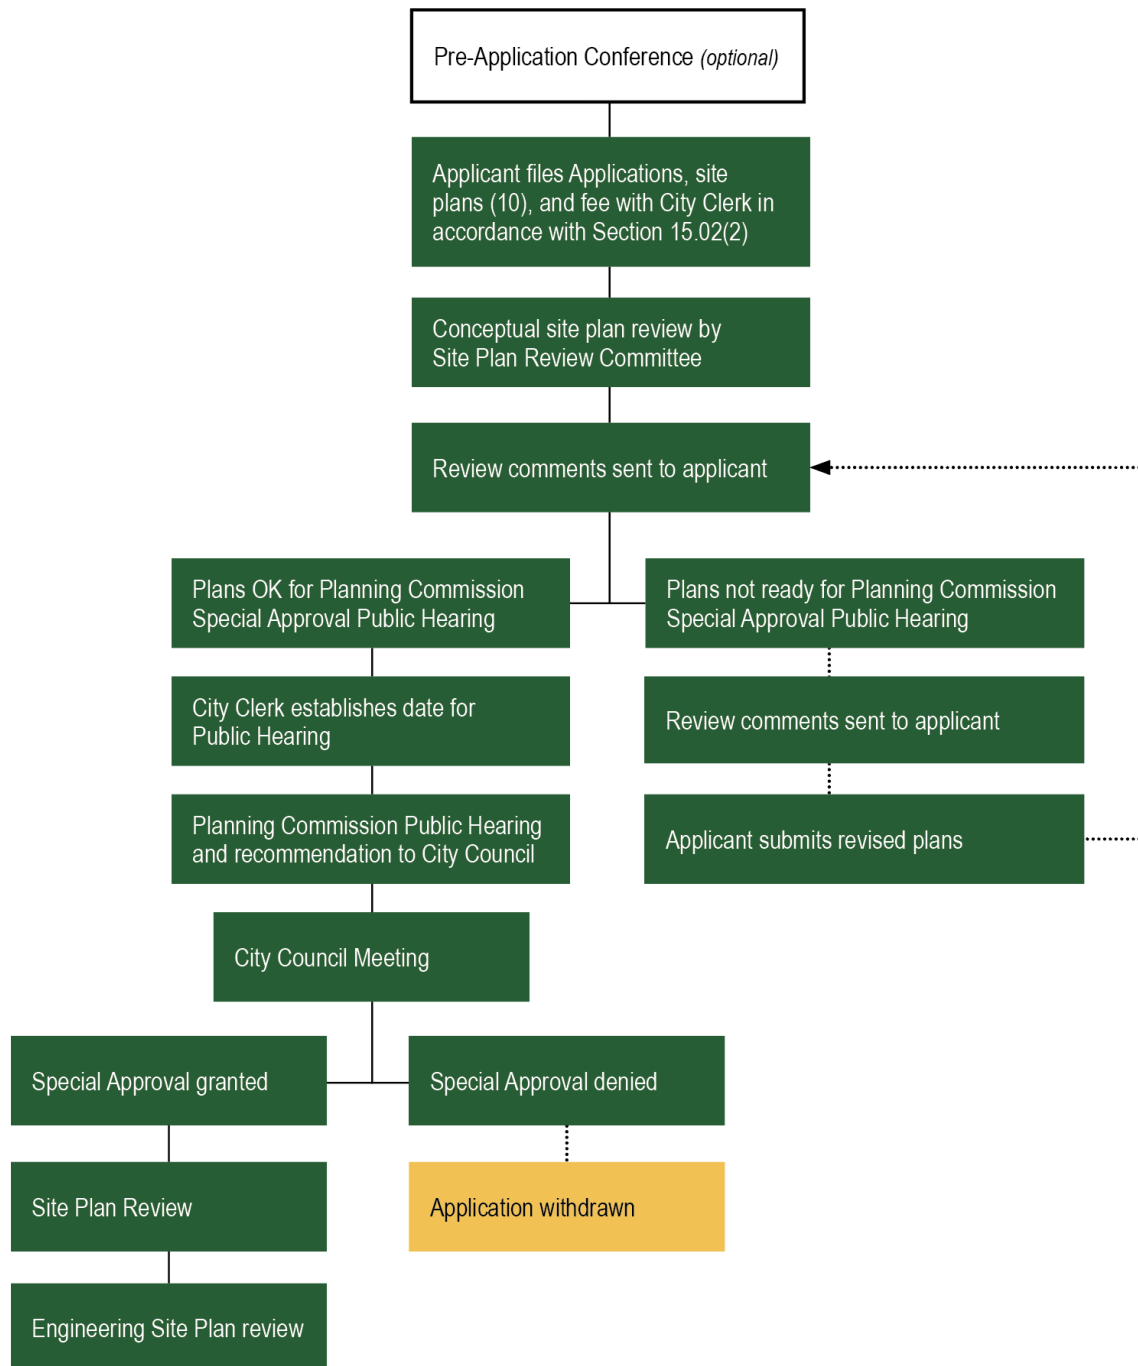 Pre-Application Conference (optional)
Applicant files Applications, site
plans (10), and fee with City Clerk in
accordance with Section 15.02(2)
Conceptual site plan review by
Site Plan Review Committee
Review comments sent to applicant
Plans OK for Planning Commission
Special Approval Public Hearing
Plans not ready for Planning Commission
Special Approval Public Hearing
City Clerk establishes date for
Public Hearing
Review comments sent to applicant
Planning Commission Public Hearing
and recommendation to City Council
Applicant submits revised plans
City Council Meeting
Special Approval granted
Special Approval denied
Site Plan Review
Application withdrawn
Engineering Site Plan review